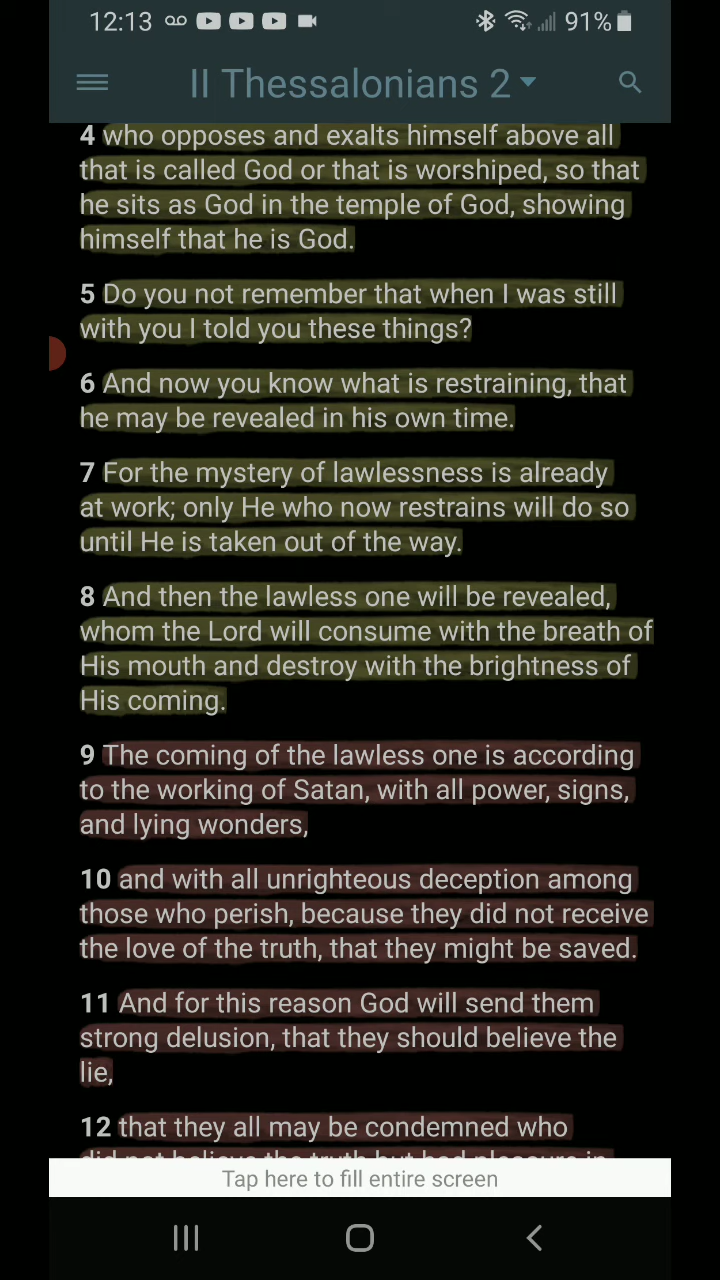 12:13
91%
II Thessalonians 2
4 who opposes and exalts himself above all
that is called God or that is worshiped, so that
he sits as God in the temple of God, showing
himself that he is God.
5 Do you not remember that when I was still
with you I told you these things?
6 And now you know what is restraining, that
he may be revealed in his own time.
7 For the mystery of lawlessness is already
at work; only He who now restrains will do so
until He is taken out of the way.
8 And then the lawless one will be revealed,
whom the Lord will consume with the breath of
His mouth and destroy with the brightness of
His coming.
9 The coming of the lawless one is according
to the working of Satan, with all power, signs,
and lying wonders,
10 and with all unrighteous deception among
those who perish, because they did not receive
the love of the truth, that they might be saved.
11 And for this reason God will send them
strong delusion, that they should believe the
lie,
12 that they all may be condemned who
did not believe the truth but had pleasure in
Tap here to fill entire screen